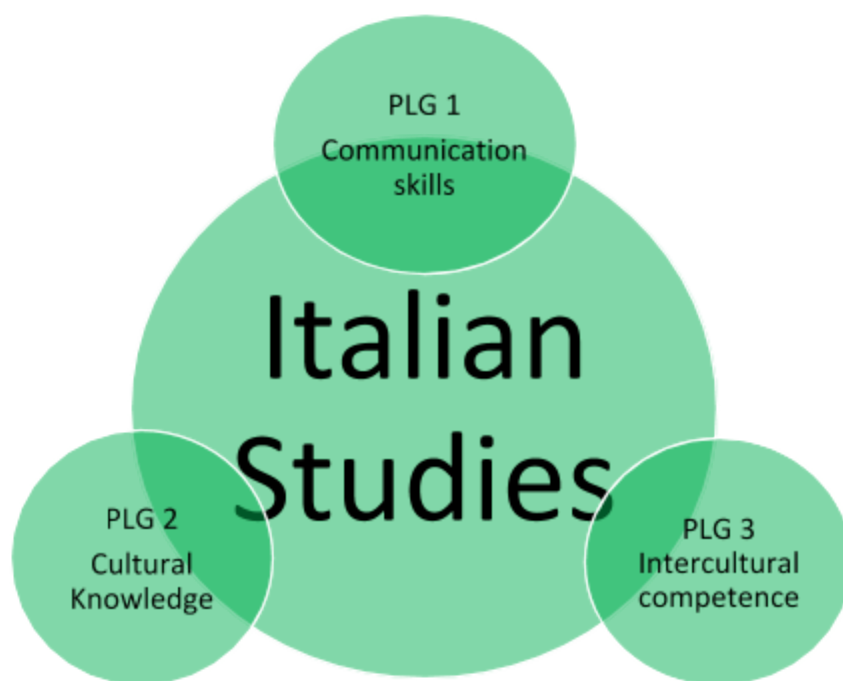 PLG 1
Communication
skills
Italian
Studies
PLG 2
Cultural
Knowledge
PLG 3
Intercultural
competence